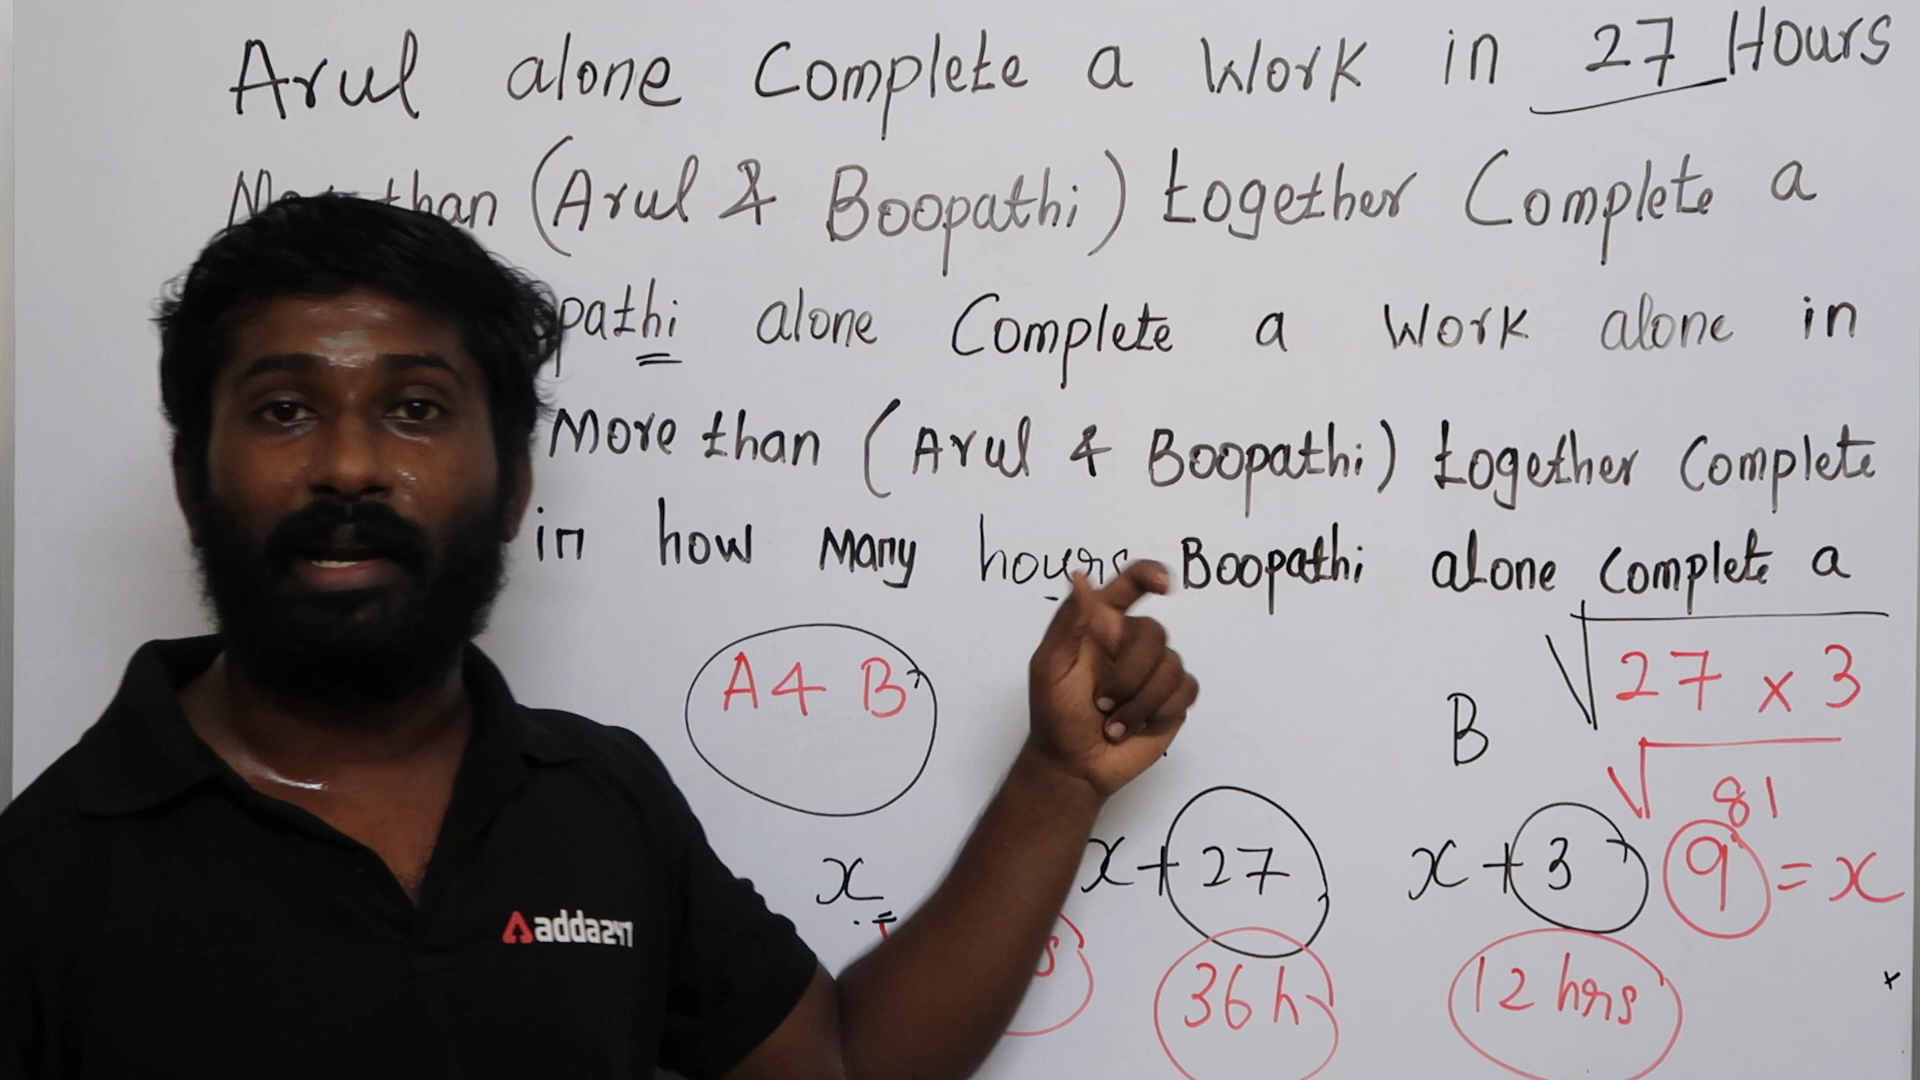 Arul alone Complete a Work in 27 Hours
than (Arul & Boopathi) together Complete a
pathi alone Complete a Work alone in
More than (Arul & Boopathi) together Complete
in how Many hours Boopathi alone Complete a
√27 x 3
A & B
B
√81
x x+27 x+3 9 = x
36h 12 hrs
adda247